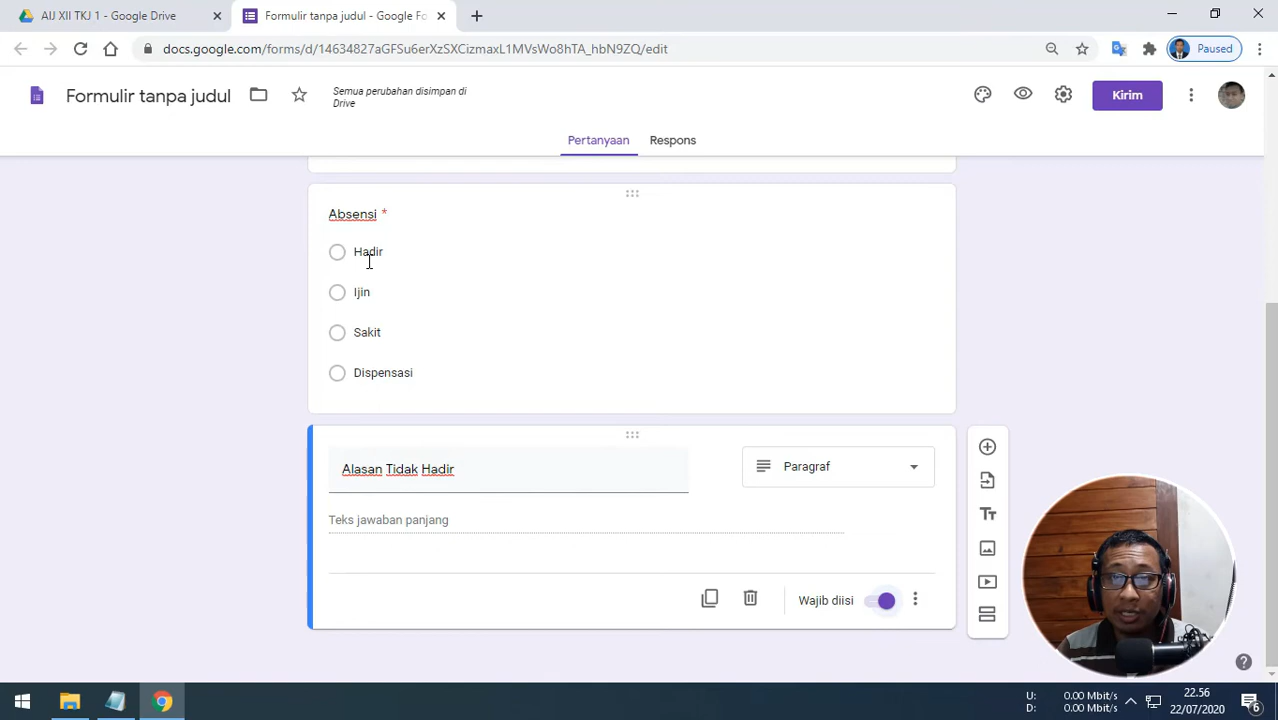 AIJ XII TKJ 1 - Google Drive
Formulir tanpa judul - Google Fo
docs.google.com/forms/d/14634827aGFSu6erXzSXCizmaxL1MVsWo8hTA_hbN9ZQ/edit
Paused
Formulir tanpa judul
Semua perubahan disimpan di
Drive
Kirim
Pertanyaan
Respons
Absensi *
Hadir
Ijin
Sakit
Dispensasi
Alasan Tidak Hadir
Paragraf
Teks jawaban panjang
Wajib diisi
Tт
U: 0.00 Mbit/s
D: 0.00 Mbit/s
22.56
22/07/2020
6